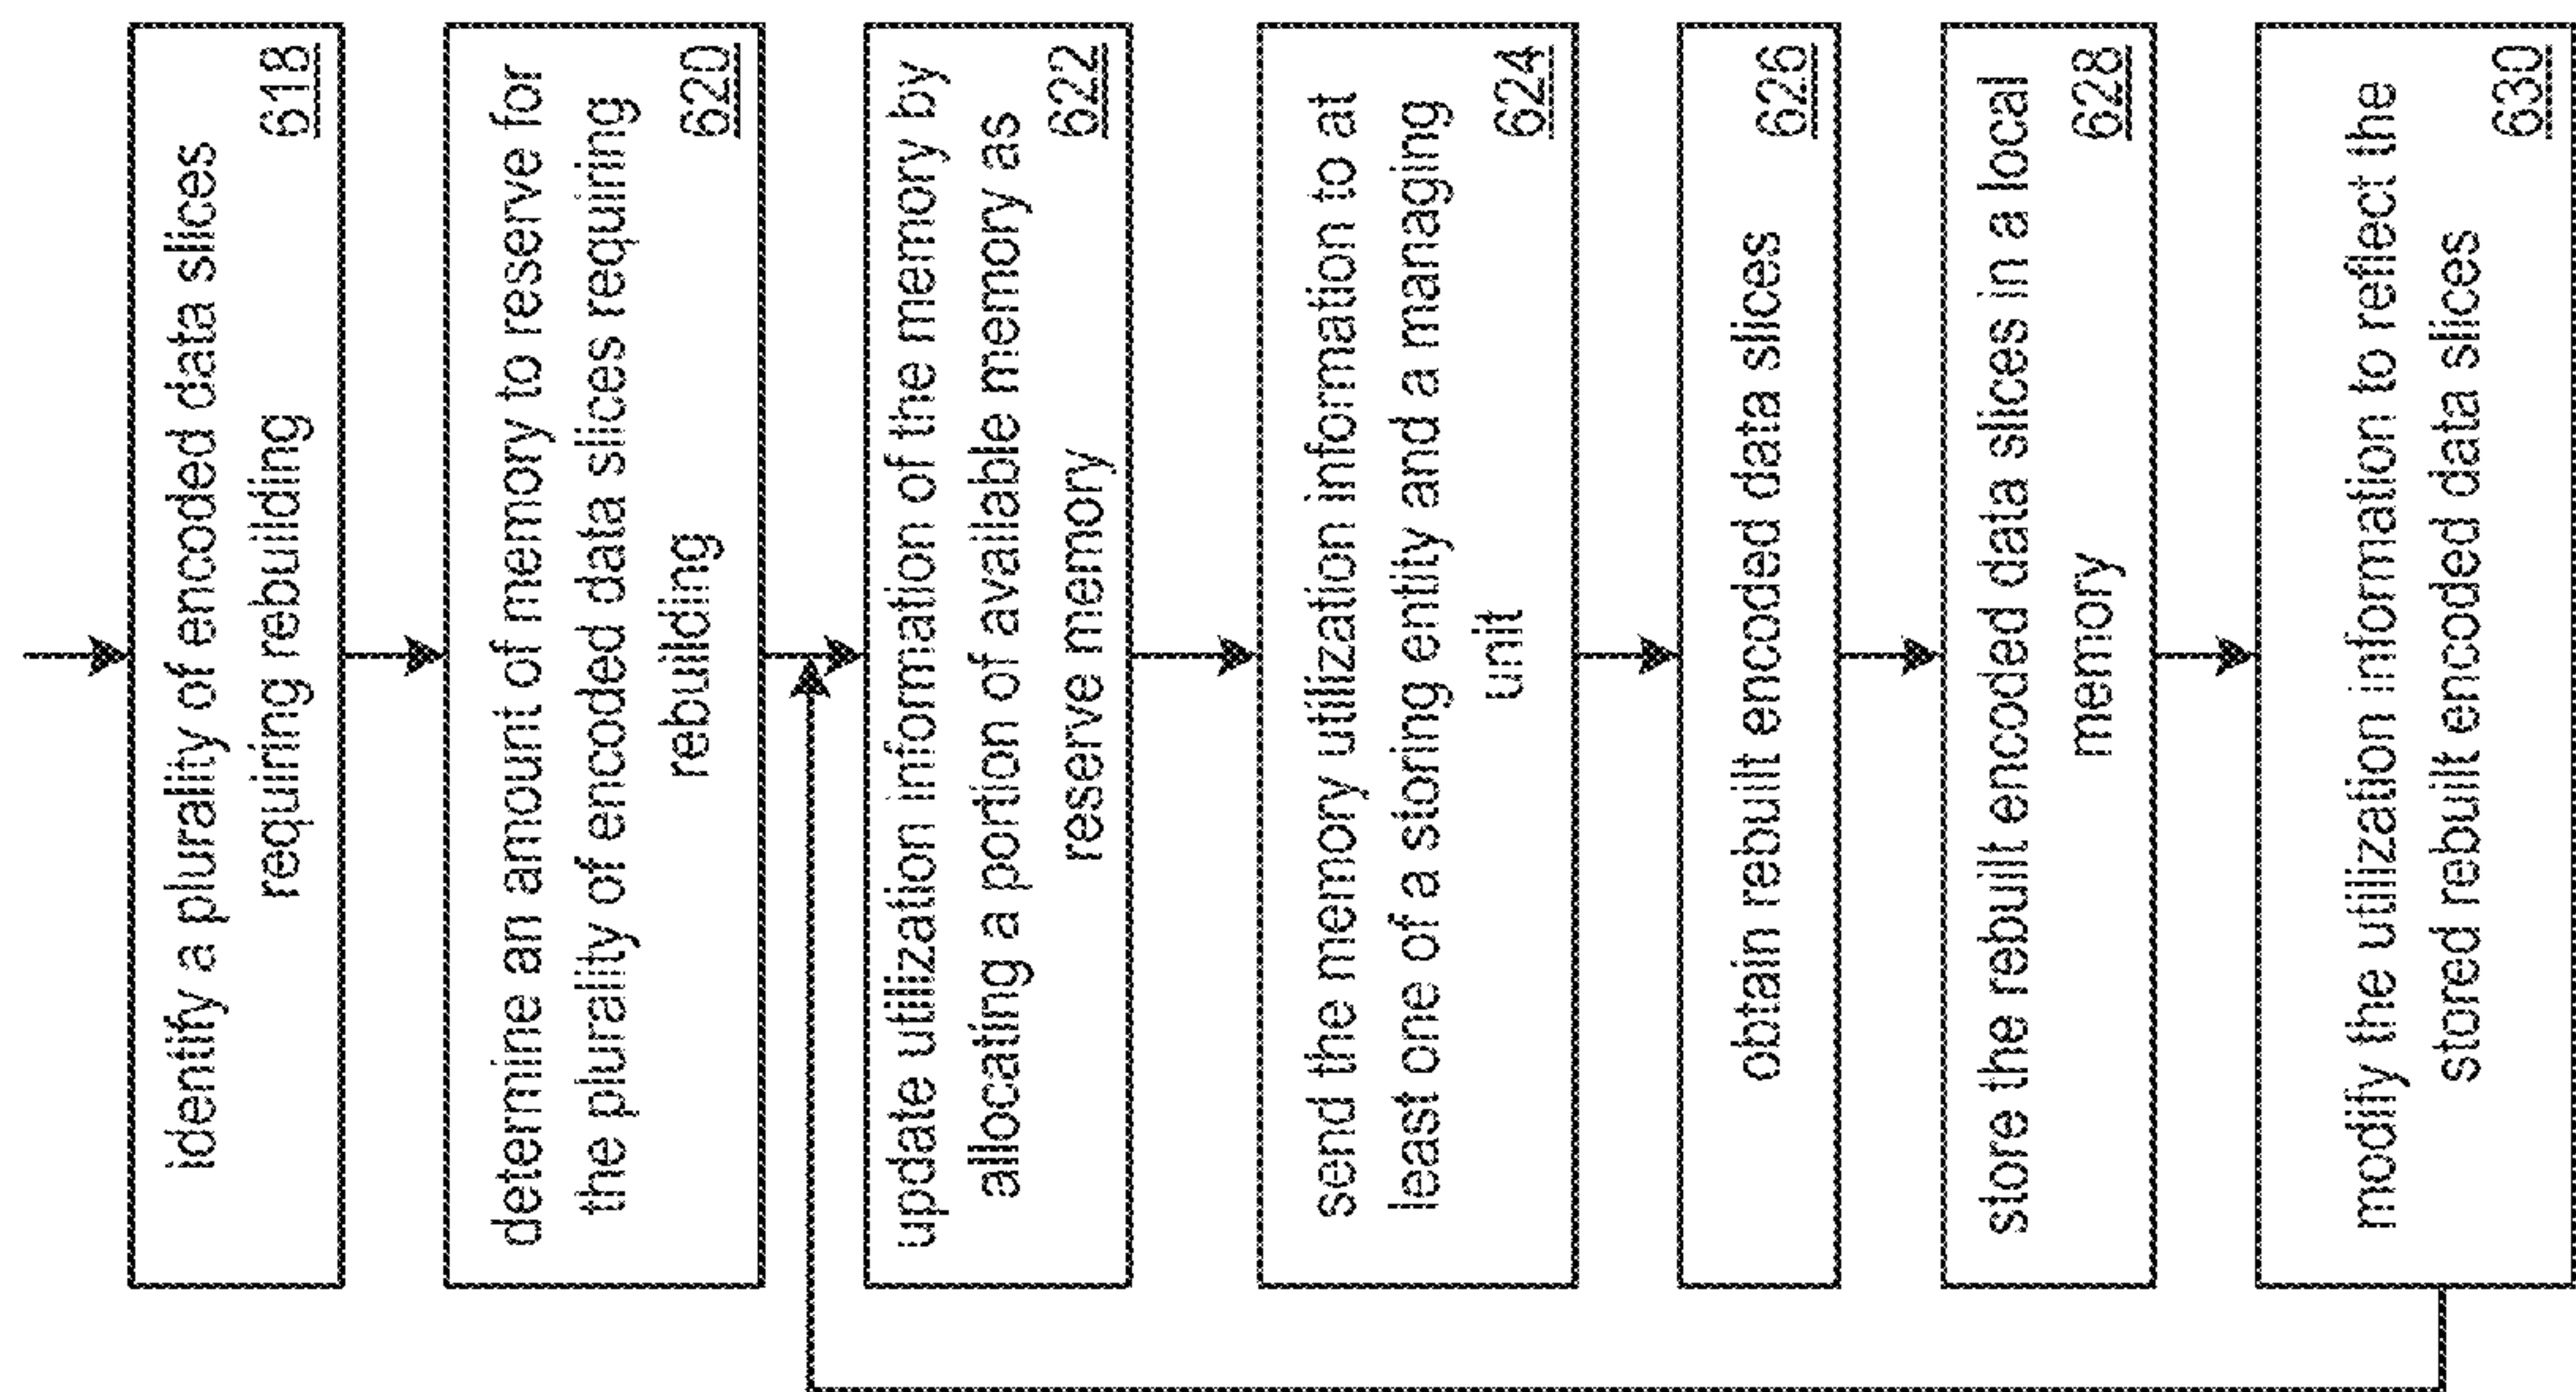 identify a plurality of encoded data slices
requiring rebuilding
618
determine an amount of memory to reserve for
the plurality of encoded data slices requiring
rebuilding
620
update utilization information of the memory by
allocating a portion of available memory as
reserve memory
622
send the memory utilization information to at
least one of a storing entity and a managing
unit
624
obtain rebuilt encoded data slices
626
store the rebuilt encoded data slices in a local
memory
628
modify the utilization information to reflect the
stored rebuilt encoded data slices
630